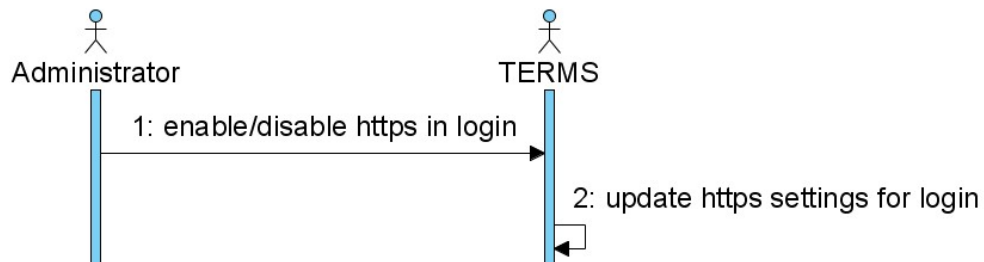 Administrator
TERMS
1: enable/disable https in login
2: update https settings for login